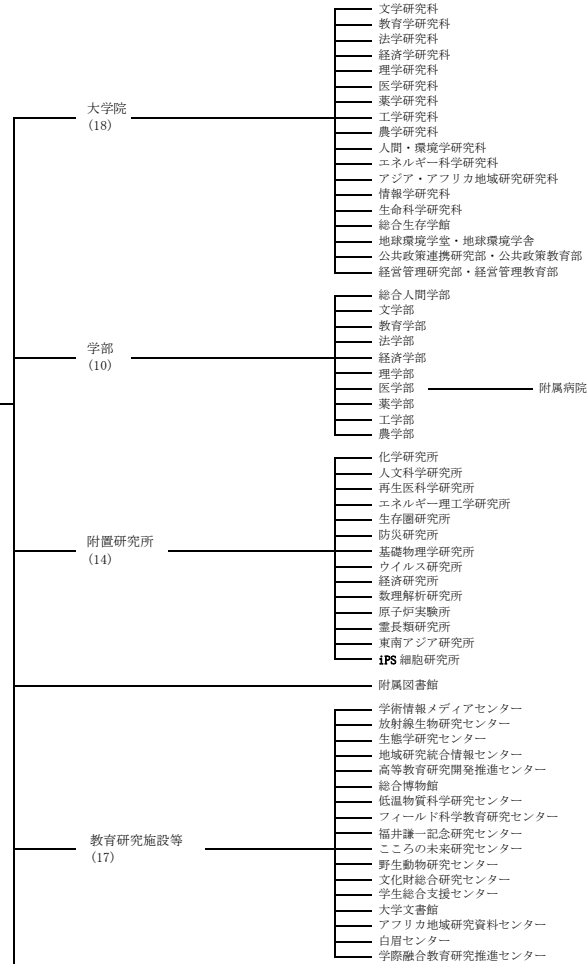 大学院
(18)
文学研究科
教育学研究科
法学研究科
経済学研究科
理学研究科
医学研究科
薬学研究科
工学研究科
農学研究科
人間・環境学研究科
エネルギー科学研究科
アジア・アフリカ地域研究研究科
情報学研究科
生命科学研究科
総合生存学館
地球環境学堂・地球環境学舎
公共政策連携研究部・公共政策教育部
経営管理研究部・経営管理教育部
学部
(10)
総合人間学部
文学部
教育学部
法学部
経済学部
理学部
医学部 附属病院
薬学部
工学部
農学部
附置研究所
(14)
化学研究所
人文科学研究所
再生医科学研究所
エネルギー理工学研究所
生存圏研究所
防災研究所
基礎物理学研究所
ウイルス研究所
経済研究所
数理解析研究所
原子炉実験所
霊長類研究所
東南アジア研究所
iPS 細胞研究所
附属図書館
教育研究施設等
(17)
学術情報メディアセンター
放射線生物研究センター
生態学研究センター
地域研究統合情報センター
高等教育研究開発推進センター
総合博物館
低温物質科学研究センター
フィールド科学教育研究センター
福井謙一記念研究センター
こころの未来研究センター
野生動物研究センター
文化財総合研究センター
学生総合支援センター
大学文書館
アフリカ地域研究資料センター
白眉センター
学際融合教育研究推進センター